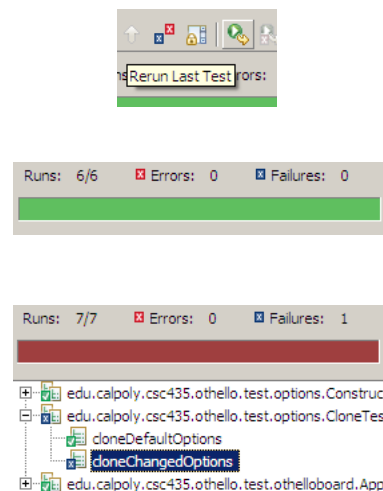 Rerun Last Test rors:
Runs: 6/6 Errors: 0 Failures: 0
Runs: 7/7 Errors: 0 Failures: 1
edu.calpoly.csc435.othello.test.options.Construc
edu.calpoly.csc435.othello.test.options.CloneTes
cloneDefaultOptions
cloneChangedOptions
edu.calpoly.csc435.othello.test.othelloboard.App